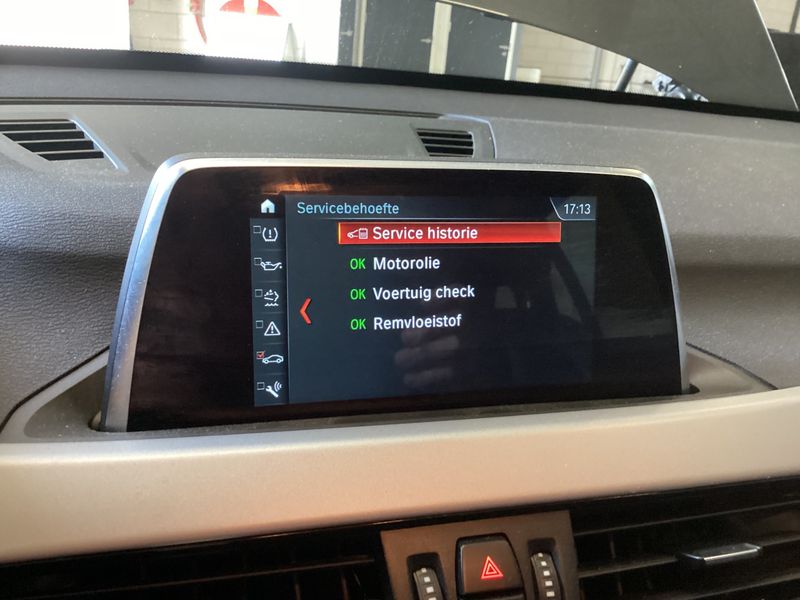 Servicebehoefte
17:13
Service historie
OK Motorolie
OK Voertuig check
OK Remvloeistof